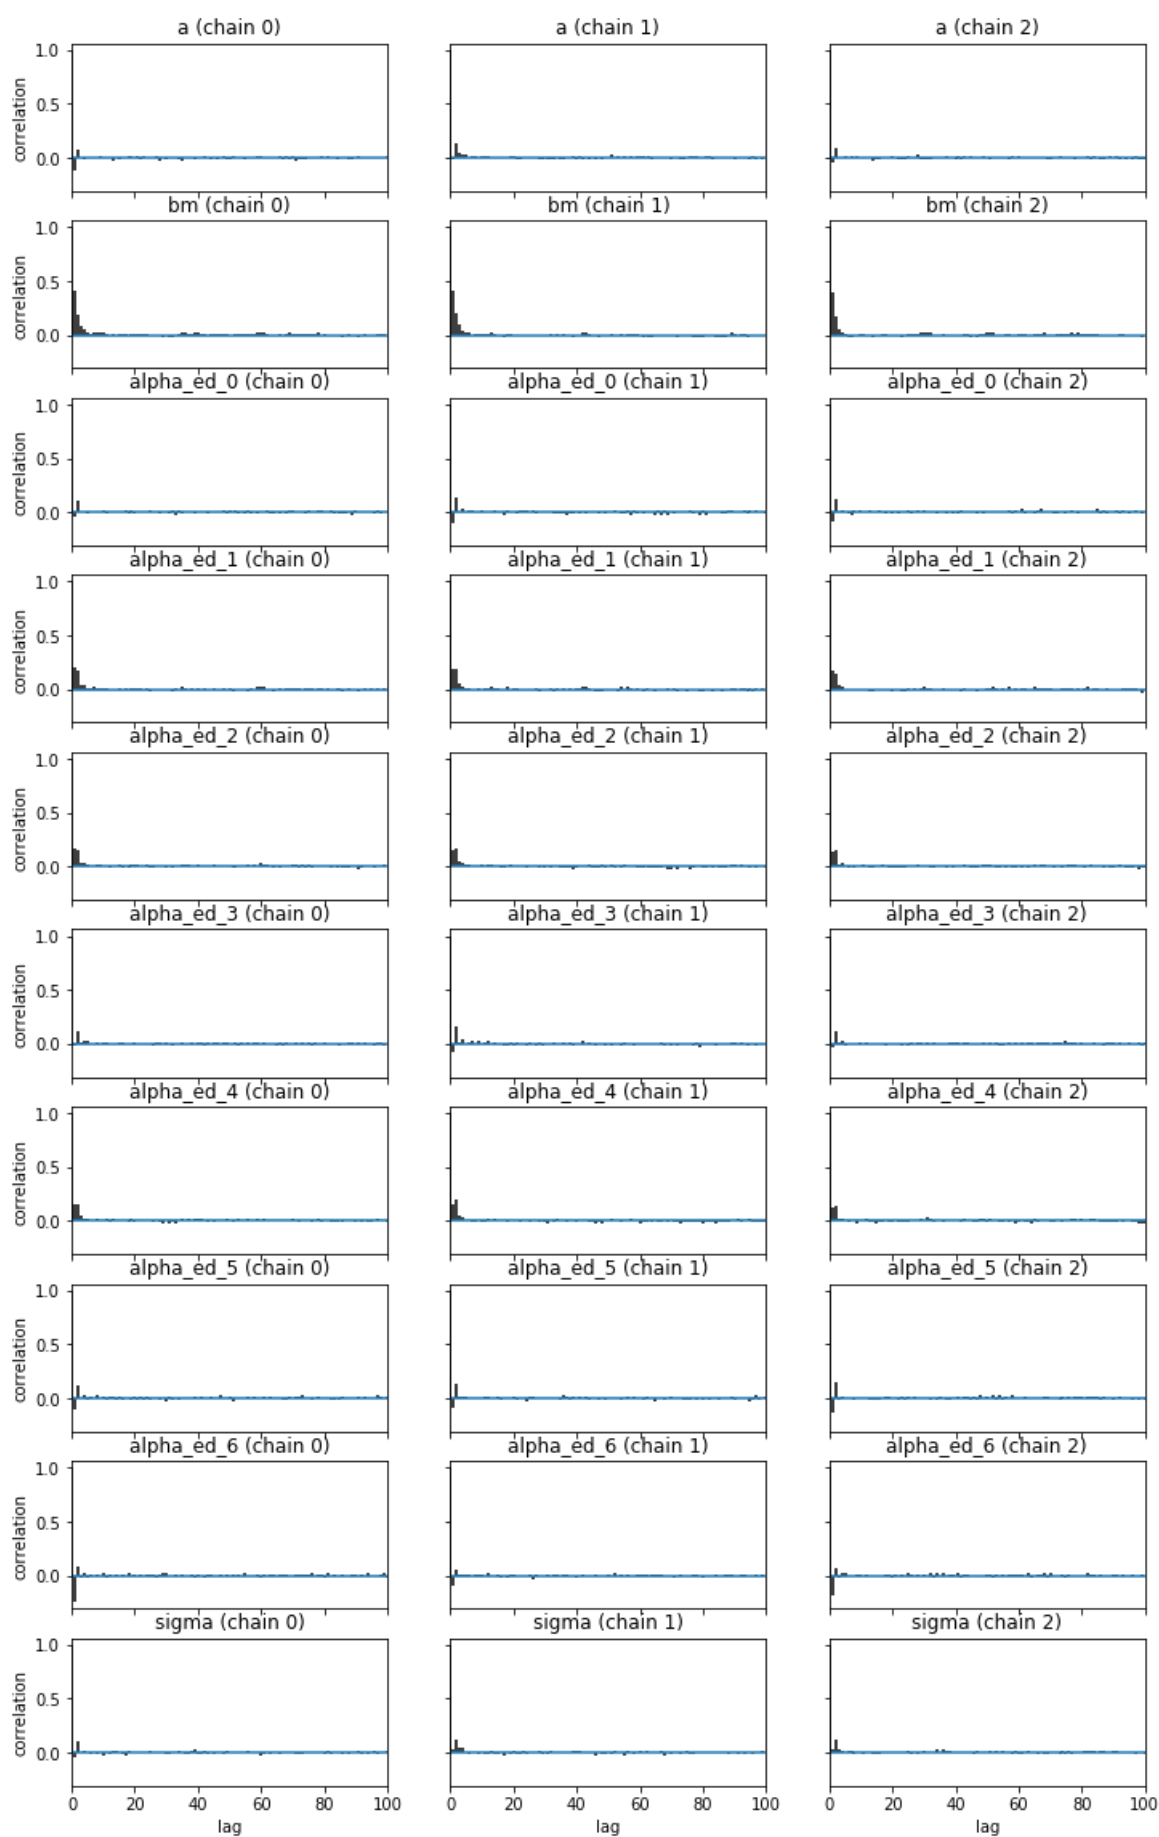 a (chain 0) a (chain 1) a (chain 2)
1.0
0.5
0.0
correlation
bm (chain 0) bm (chain 1) bm (chain 2)
1.0
0.5
0.0
correlation
alpha_ed_0 (chain 0) alpha_ed_0 (chain 1) alpha_ed_0 (chain 2)
1.0
0.5
0.0
correlation
alpha_ed_1 (chain 0) alpha_ed_1 (chain 1) alpha_ed_1 (chain 2)
1.0
0.5
0.0
correlation
alpha_ed_2 (chain 0) alpha_ed_2 (chain 1) alpha_ed_2 (chain 2)
1.0
0.5
0.0
correlation
alpha_ed_3 (chain 0) alpha_ed_3 (chain 1) alpha_ed_3 (chain 2)
1.0
0.5
0.0
correlation
alpha_ed_4 (chain 0) alpha_ed_4 (chain 1) alpha_ed_4 (chain 2)
1.0
0.5
0.0
correlation
alpha_ed_5 (chain 0) alpha_ed_5 (chain 1) alpha_ed_5 (chain 2)
1.0
0.5
0.0
correlation
alpha_ed_6 (chain 0) alpha_ed_6 (chain 1) alpha_ed_6 (chain 2)
1.0
0.5
0.0
correlation
sigma (chain 0) sigma (chain 1) sigma (chain 2)
1.0
0.5
0.0
correlation
0 20 40 60 80 100 0 20 40 60 80 100 0 20 40 60 80 100
lag lag lag